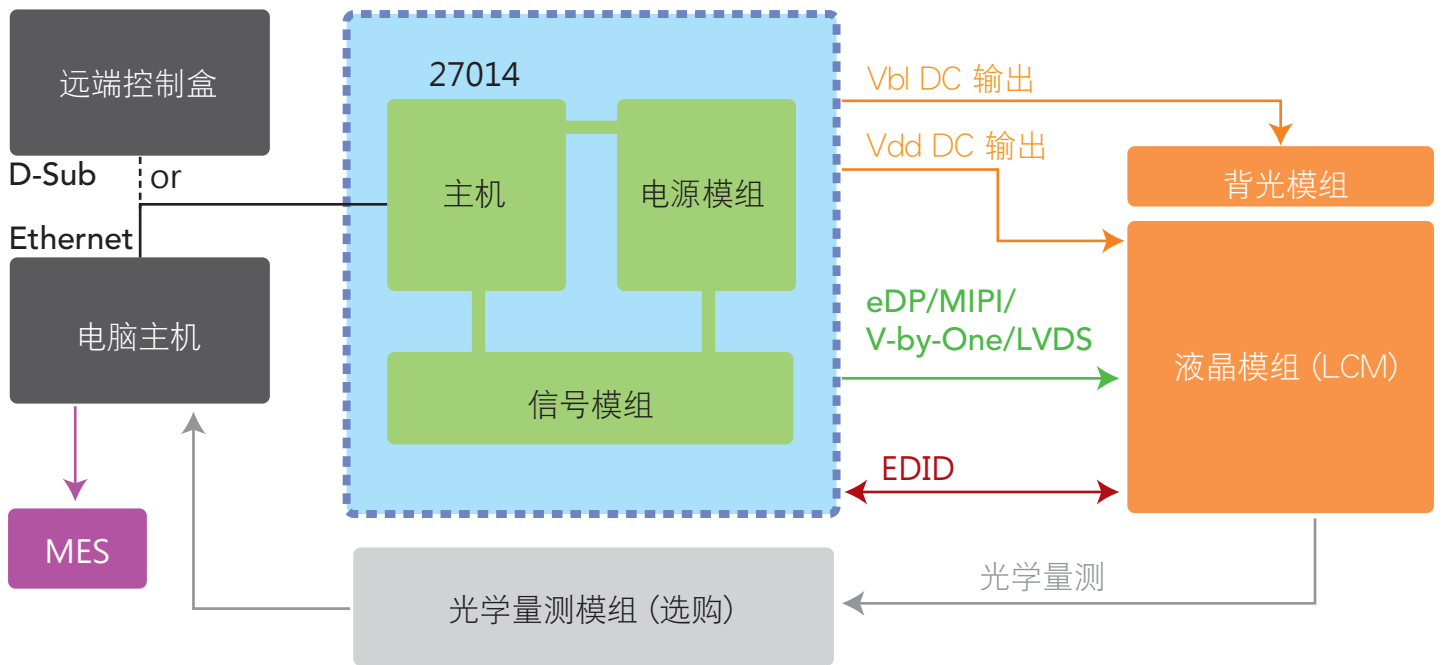 远端控制盒
D-Sub
or
Ethernet
电脑主机
MES
27014
主机
电源模组
信号模组
Vbl DC 输出
Vdd DC 输出
背光模组
eDP/MIPI/
V-by-One/LVDS
液晶模组 (LCM)
EDID
光学量测
光学量测模组 (选购)